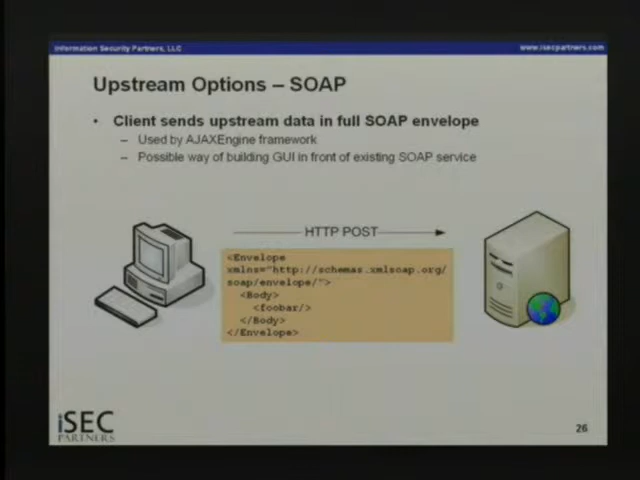 Information Security Partners, LLC
www.isecpartners.com
Upstream Options – SOAP
• Client sends upstream data in full SOAP envelope
– Used by AJAXEngine framework
– Possible way of building GUI in front of existing SOAP service
HTTP POST
<Envelope
xmlns="http://schemas.xmlsoap.org/
soap/envelope/">
<Body>
<foobar/>
</Body>
</Envelope>
iSEC
PARTNERS
26